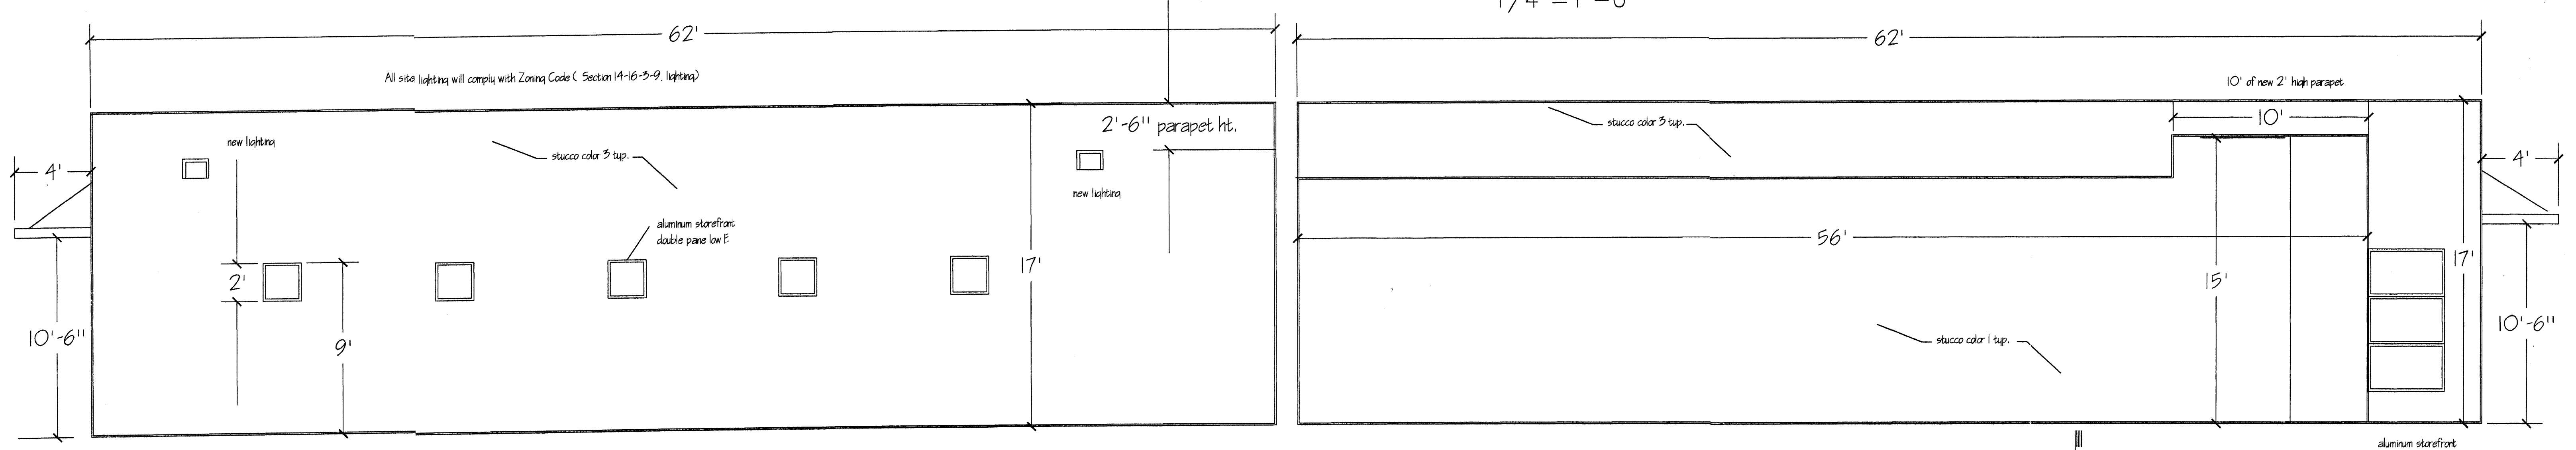 62'
All site lighting will comply with Zoning Code ( Section 14-16-3-9, lighting)
new lighting
stucco color 3 typ.
2'-6" parapet ht.
new lighting
4'
aluminum storefront
double pane low E
2'
17'
9'
10'-6"
62'
10' of new 2' high parapet
stucco color 3 typ.
10'
4'
56'
17'
15'
10'-6"
stucco color 1 typ.
aluminum storefront